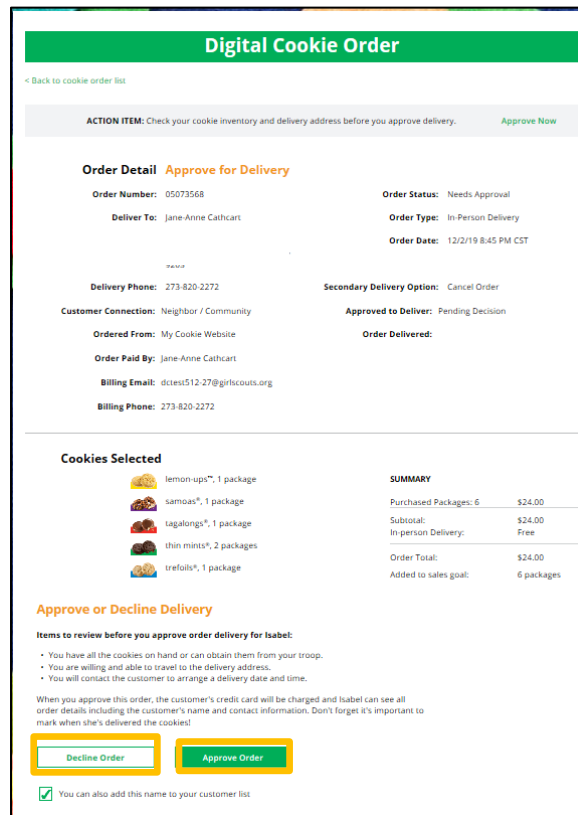 Digital Cookie Order
< Back to cookie order list
ACTION ITEM: Check your cookie inventory and delivery address before you approve delivery. Approve Now
Order Detail Approve for Delivery
Order Number: 05073568 Order Status: Needs Approval
Deliver To: Jane-Anne Cathcart Order Type: In-Person Delivery
Order Date: 12/2/19 8:45 PM CST
Delivery Phone: 273-820-2272 Secondary Delivery Option: Cancel Order
Customer Connection: Neighbor / Community Approved to Deliver: Pending Decision
Ordered From: My Cookie Website Order Delivered:
Order Paid By: Jane-Anne Cathcart
Billing Email: dctest512-27@girlscouts.org
Billing Phone: 273-820-2272
Cookies Selected
lemon-ups™, 1 package SUMMARY
samoas®, 1 package Purchased Packages: 6 $24.00
tagalongs®, 1 package Subtotal: $24.00
In-person Delivery: Free
thin mints®, 2 packages Order Total: $24.00
trefoils®, 1 package Added to sales goal: 6 packages
Approve or Decline Delivery
Items to review before you approve order delivery for Isabel:
• You have all the cookies on hand or can obtain them from your troop.
• You are willing and able to travel to the delivery address.
• You will contact the customer to arrange a delivery date and time.
When you approve this order, the customer's credit card will be charged and Isabel can see all
order details including the customer's name and contact information. Don't forget it's important to
mark when she's delivered the cookies!
Decline Order Approve Order
You can also add this name to your customer list